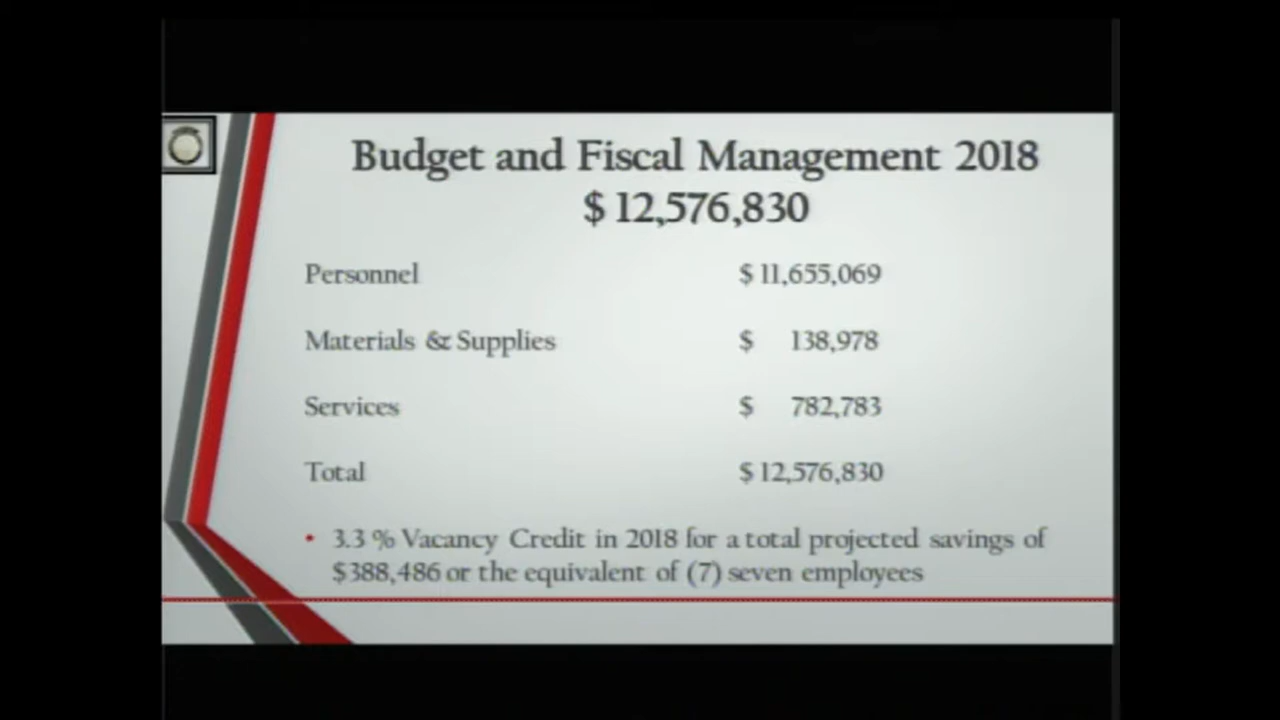 Budget and Fiscal Management 2018
$ 12,576,830
Personnel $ 11,655,069
Materials & Supplies $ 138,978
Services $ 782,783
Total $ 12,576,830
• 3.3 % Vacancy Credit in 2018 for a total projected savings of
$388,486 or the equivalent of (7) seven employees